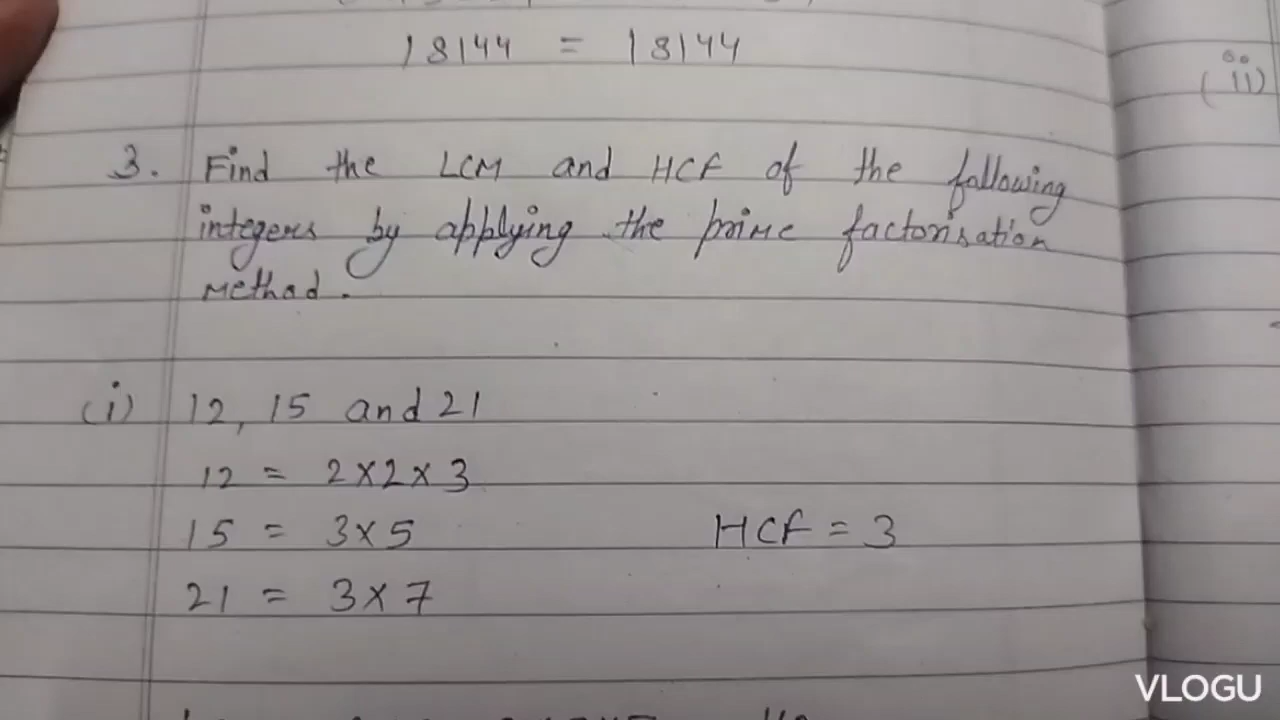 18144 = 18144
(ii)
3. Find the LCM and HCF of the following
integers by applying the prime factorisation
method.
(i) 12, 15 and 21
12 = 2×2×3
15 = 3×5 HCF = 3
21 = 3×7
VLOGU